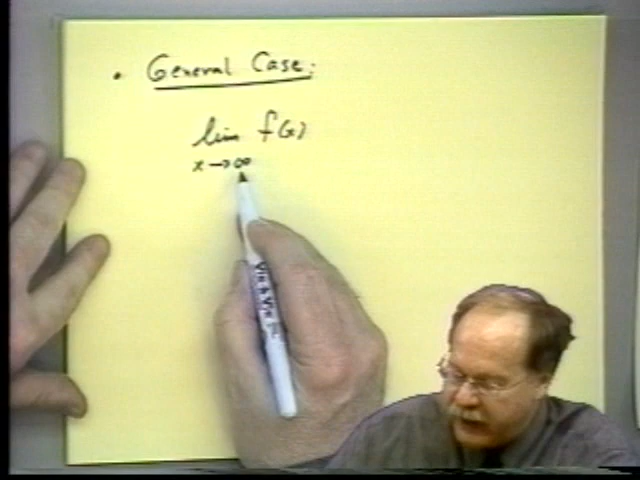 • General Case:
lim f(x)
x→∞